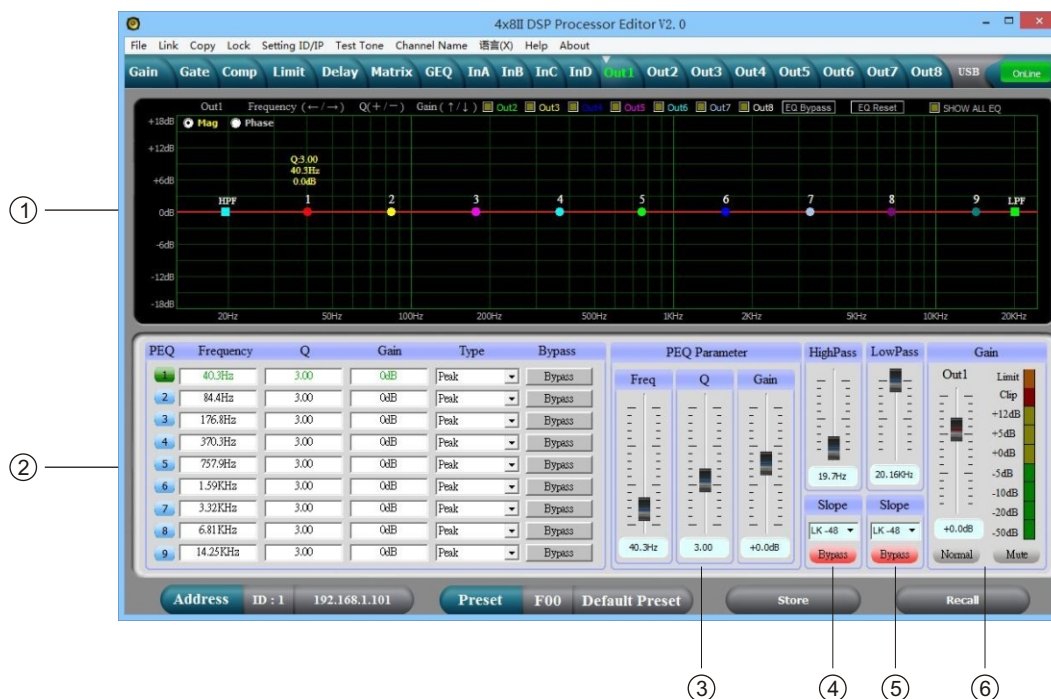 4x8II DSP Processor Editor V2. 0
File Link Copy Lock Setting ID/IP Test Tone Channel Name 语言(X) Help About
Gain Gate Comp Limit Delay Matrix GEQ InA InB InC InD Out1 Out2 Out3 Out4 Out5 Out6 Out7 Out8 USB OnLine
Out1 Frequency (←/→) Q(+/−) Gain (↑/↓) Out2 Out3 Out4 Out5 Out6 Out7 Out8 EQ Bypass EQ Reset SHOW ALL EQ
+18dB Mag Phase
+12dB
Q:3.00
40.3Hz
+6dB 0.0dB
HPF 1 2 3 4 5 6 7 8 9 LPF
① 0dB
-6dB
-12dB
-18dB
20Hz 50Hz 100Hz 200Hz 500Hz 1KHz 2KHz 5KHz 10KHz 20KHz
PEQ Frequency Q Gain Type Bypass
1 40.3Hz 3.00 0dB Peak Bypass
2 84.4Hz 3.00 0dB Peak Bypass
3 176.8Hz 3.00 0dB Peak Bypass
4 370.3Hz 3.00 0dB Peak Bypass
② 5 757.9Hz 3.00 0dB Peak Bypass
6 1.59KHz 3.00 0dB Peak Bypass
7 3.32KHz 3.00 0dB Peak Bypass
8 6.81KHz 3.00 0dB Peak Bypass
9 14.25KHz 3.00 0dB Peak Bypass
PEQ Parameter
Freq Q Gain
40.3Hz 3.00 +0.0dB
HighPass
19.7Hz
Slope
LK -48
Bypass
LowPass
20.16KHz
Slope
LK -48
Bypass
Gain
Out1 Limit
Clip
+12dB
+5dB
+0dB
-5dB
-10dB
-20dB
+0.0dB -50dB
Normal Mute
Address ID : 1 192.168.1.101 Preset F00 Default Preset Store Recall
③ ④ ⑤ ⑥